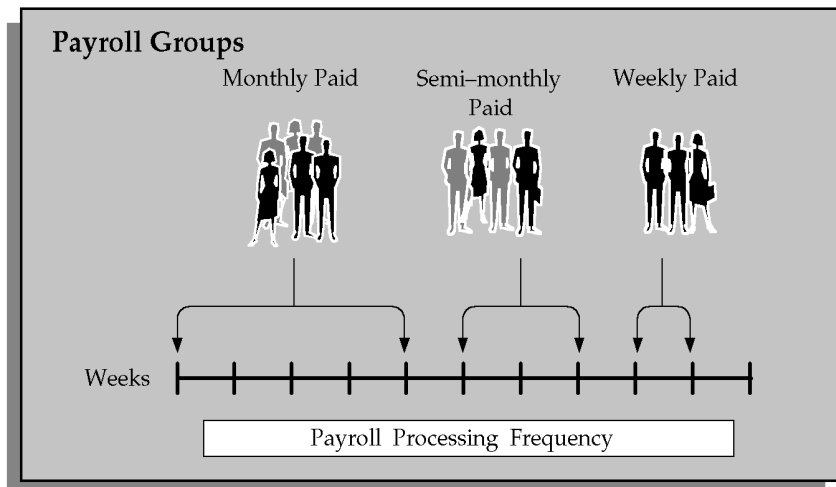 Payroll Groups
Monthly Paid
Semi–monthly
Paid
Weekly Paid
Weeks
Payroll Processing Frequency